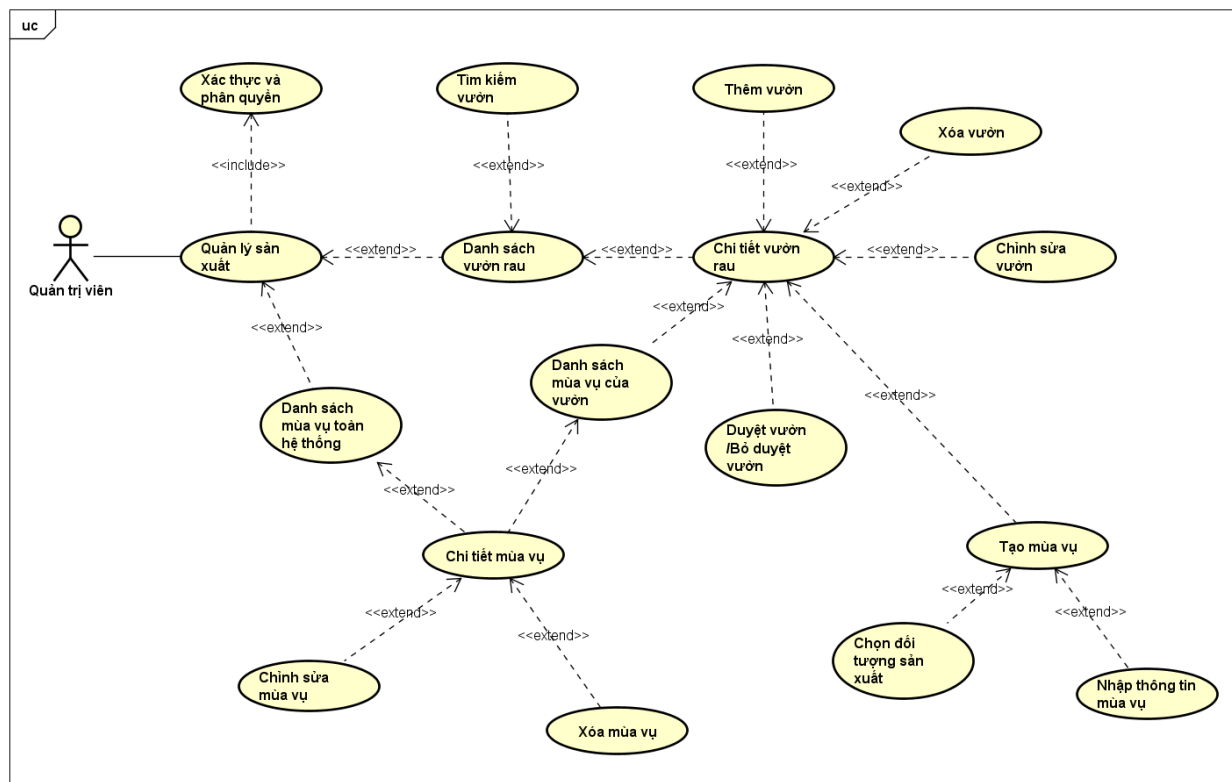 uc
Xác thực và
phân quyền
Tìm kiếm
vườn
Thêm vườn
Xóa vườn
<<include>>
<<extend>>
<<extend>>
<<extend>>
Quản trị viên
Quản lý sản
xuất
<<extend>>
Danh sách
vườn rau
<<extend>>
Chi tiết vườn
rau
<<extend>>
Chỉnh sửa
vườn
<<extend>>
<<extend>>
<<extend>>
Danh sách
mùa vụ của
vườn
<<extend>>
Danh sách
mùa vụ toàn
hệ thống
Duyệt vườn
/Bỏ duyệt
vườn
<<extend>>
<<extend>>
Chi tiết mùa vụ
Tạo mùa vụ
<<extend>>
<<extend>>
<<extend>>
<<extend>>
Chỉnh sửa
mùa vụ
Xóa mùa vụ
Chọn đối
tượng sản
xuất
Nhập thông tin
mùa vụ